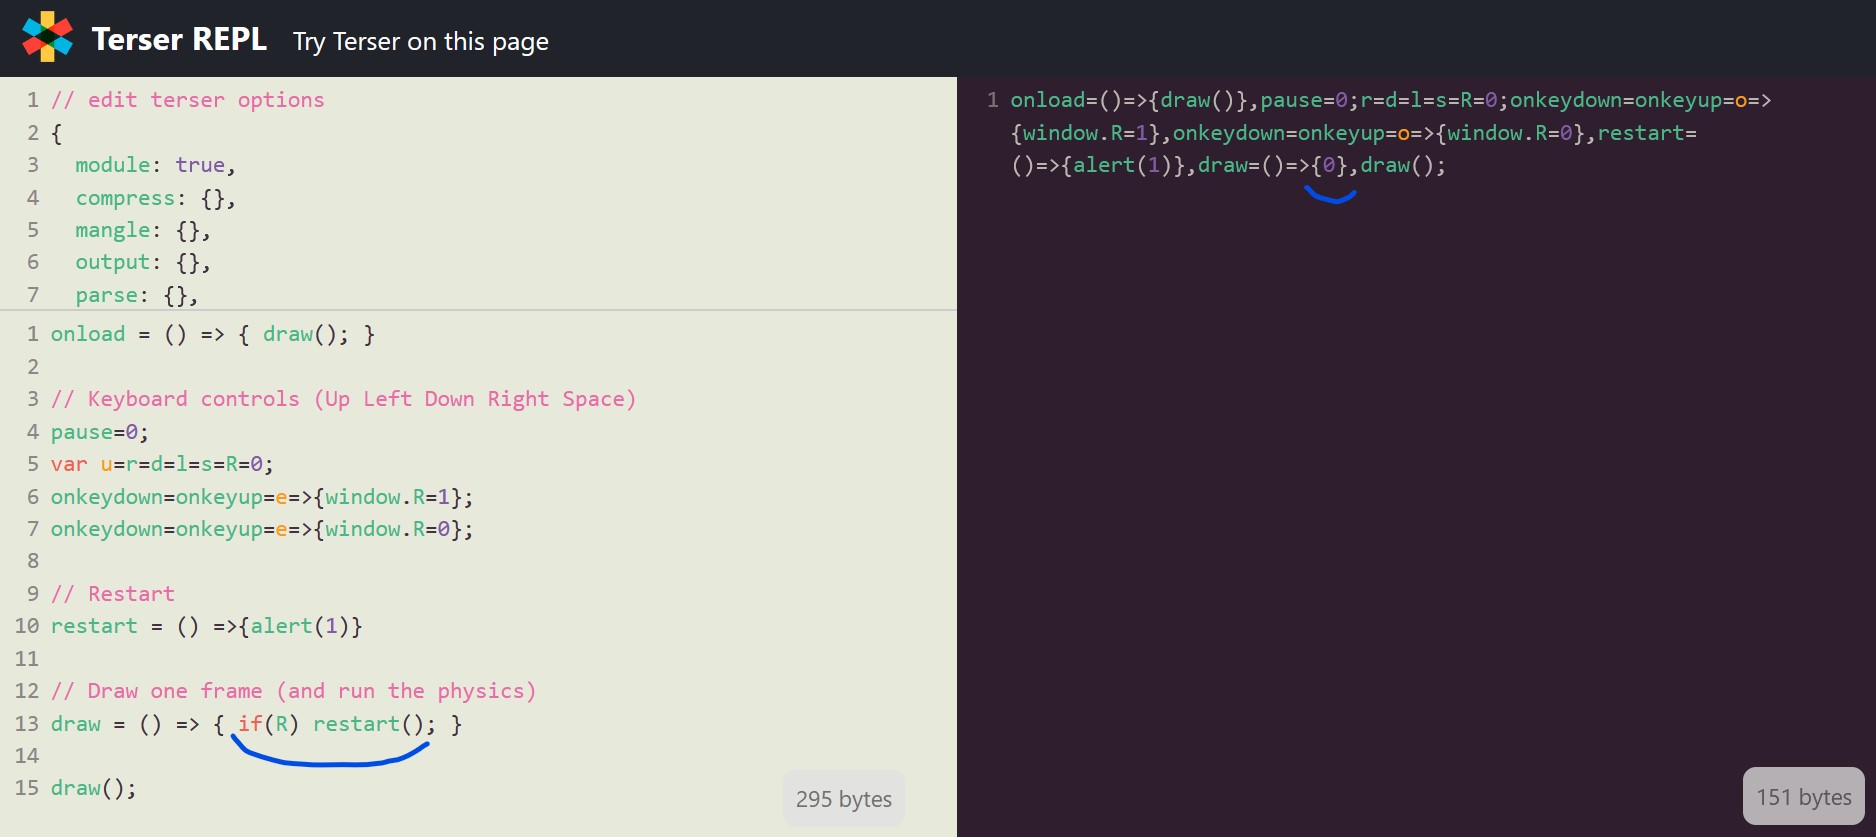 Terser REPL Try Terser on this page
1 // edit terser options
2 {
3   module: true,
4   compress: {},
5   mangle: {},
6   output: {},
7   parse: {},
1 onload = () => { draw(); }
2
3 // Keyboard controls (Up Left Down Right Space)
4 pause=0;
5 var u=r=d=l=s=R=0;
6 onkeydown=onkeyup=e=>{window.R=1};
7 onkeydown=onkeyup=e=>{window.R=0};
8
9 // Restart
10 restart = () =>{alert(1)}
11
12 // Draw one frame (and run the physics)
13 draw = () => { if(R) restart(); }
14
15 draw();
295 bytes
1 onload=()=>{draw()},pause=0;r=d=l=s=R=0;onkeydown=onkeyup=o=>
{window.R=1},onkeydown=onkeyup=o=>{window.R=0},restart=
()=>{alert(1)},draw=()=>{0},draw();
151 bytes